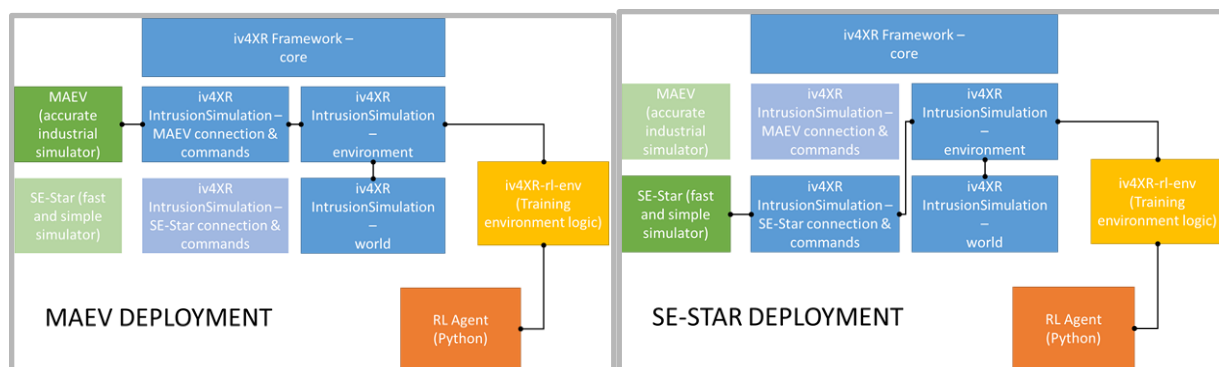 iv4XR Framework –
core
MAEV
(accurate
industrial
simulator)
iv4XR
IntrusionSimulation –
MAEV connection &
commands
iv4XR
IntrusionSimulation
–
environment
SE-Star (fast
and simple
simulator)
iv4XR
IntrusionSimulation –
SE-Star connection &
commands
iv4XR
IntrusionSimulation
–
world
iv4XR-rl-env
(Training
environment logic)
MAEV DEPLOYMENT
RL Agent
(Python)
iv4XR Framework –
core
MAEV
(accurate
industrial
simulator)
iv4XR
IntrusionSimulation –
MAEV connection &
commands
iv4XR
IntrusionSimulation
–
environment
SE-Star (fast
and simple
simulator)
iv4XR
IntrusionSimulation –
SE-Star connection &
commands
iv4XR
IntrusionSimulation
–
world
iv4XR-rl-env
(Training
environment logic)
SE-STAR DEPLOYMENT
RL Agent
(Python)